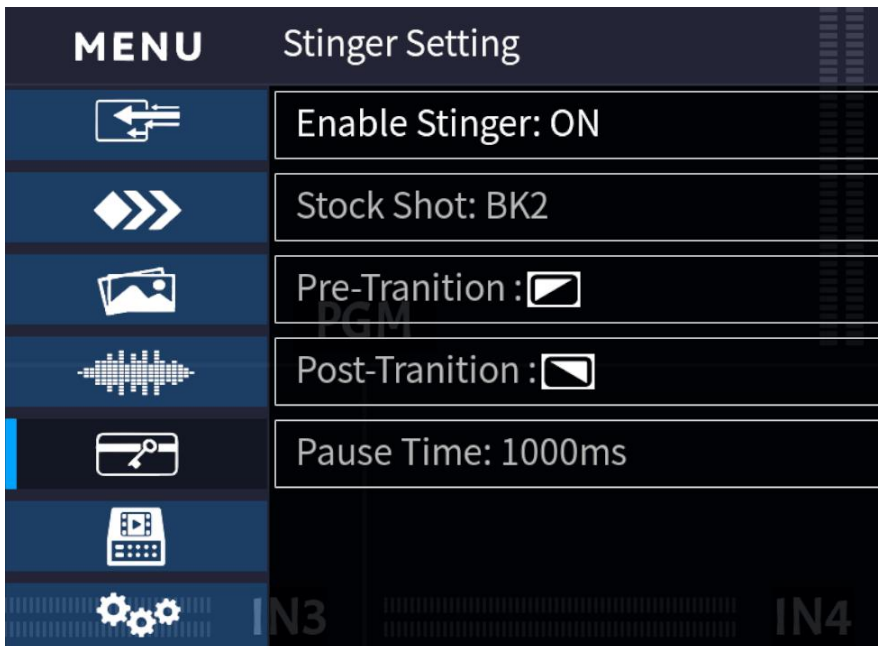 MENU Stinger Setting
Enable Stinger: ON
Stock Shot: BK2
Pre-Tranition :
PGM
Post-Tranition :
Pause Time: 1000ms
IN3 IN4